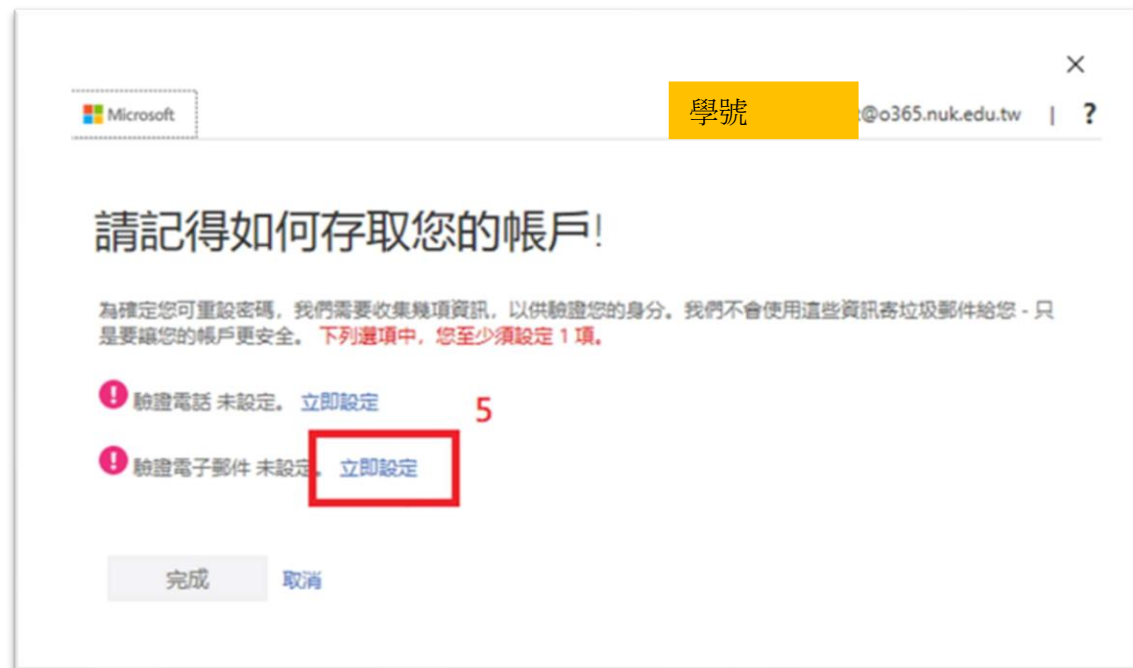 Microsoft
學號 @o365.nuk.edu.tw | ?
請記得如何存取您的帳戶!
為確定您可重設密碼，我們需要收集幾項資訊，以供驗證您的身分。我們不會使用這些資訊寄垃圾郵件給您 - 只
是要讓您的帳戶更安全。下列選項中，您至少須設定 1 項。
驗證電話 未設定。 立即設定
5
驗證電子郵件 未設定。 立即設定
完成 取消